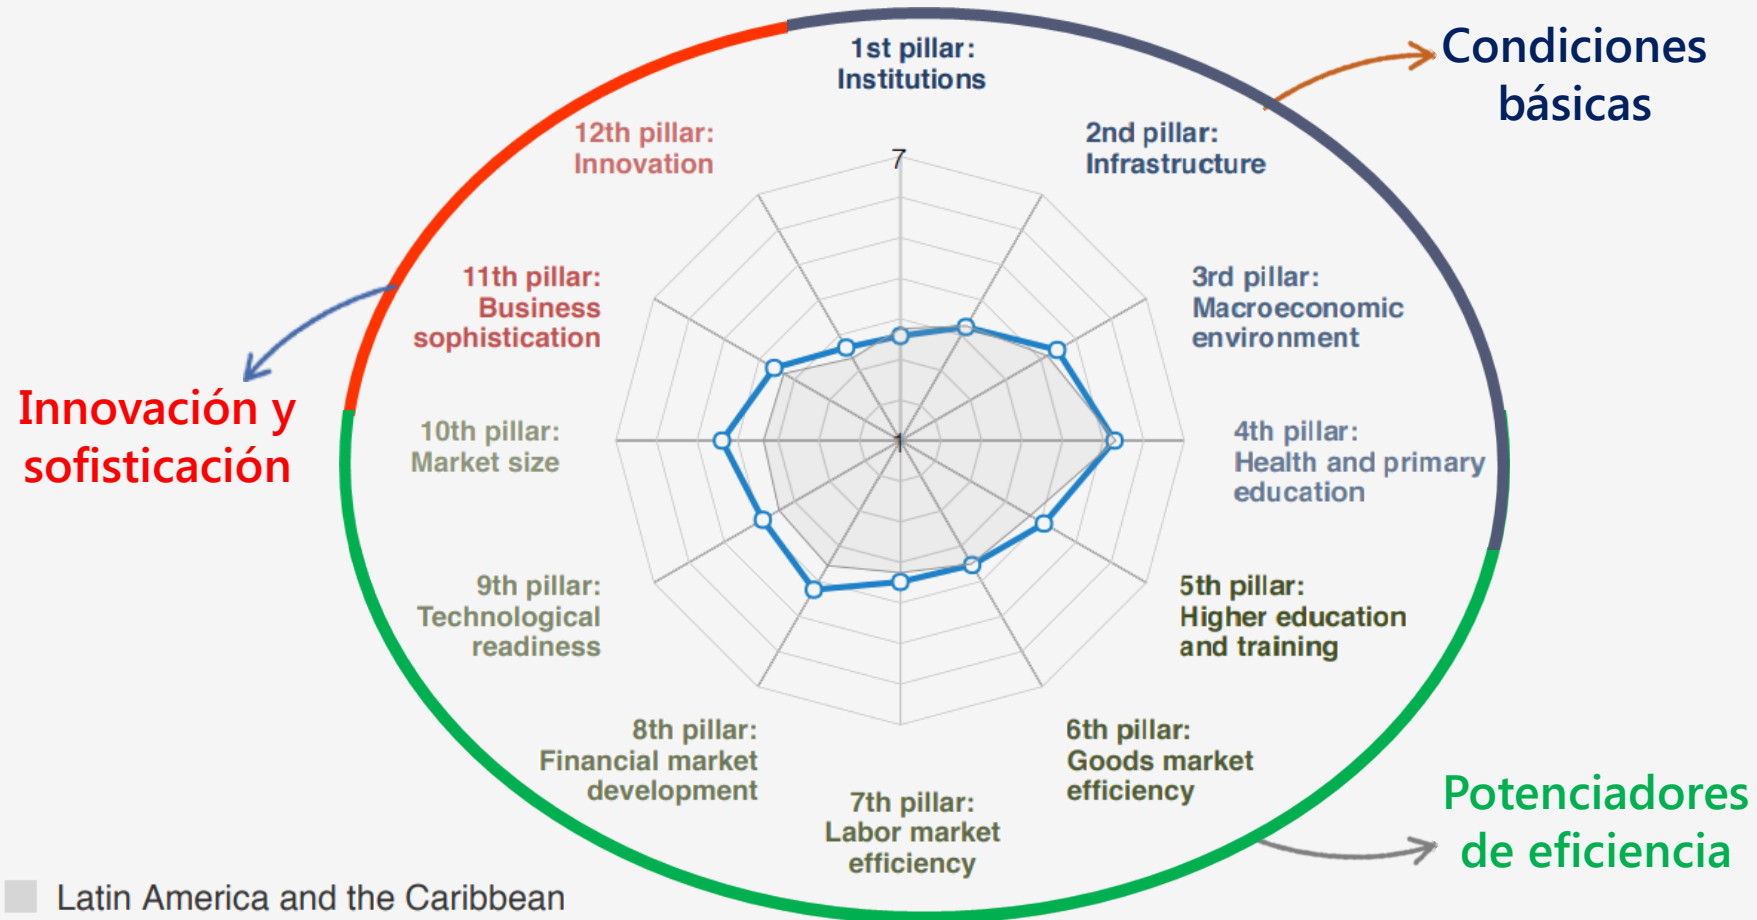 1st pillar:
Institutions
Condiciones
básicas
12th pillar:
Innovation
2nd pillar:
Infrastructure
7
11th pillar:
Business
sophistication
3rd pillar:
Macroeconomic
environment
Innovación y
sofisticación
10th pillar:
Market size
1
4th pillar:
Health and primary
education
9th pillar:
Technological
readiness
5th pillar:
Higher education
and training
8th pillar:
Financial market
development
6th pillar:
Goods market
efficiency
7th pillar:
Labor market
efficiency
Potenciadores
de eficiencia
Latin America and the Caribbean